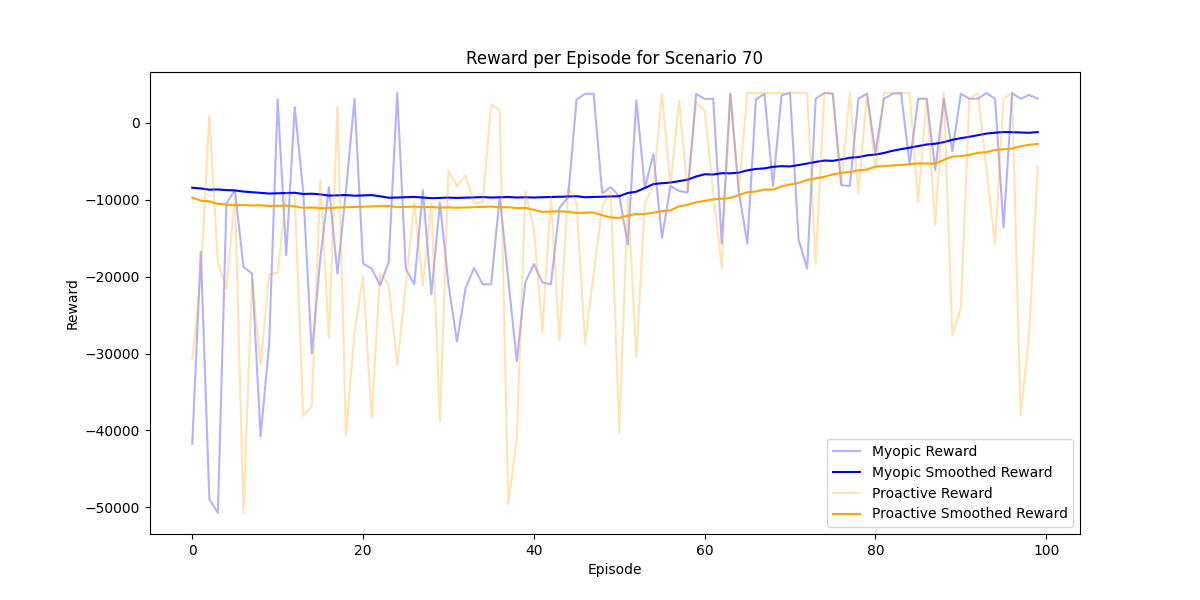 Reward per Episode for Scenario 70
Reward
0
−10000
−20000
−30000
−40000
−50000
Myopic Reward
Myopic Smoothed Reward
Proactive Reward
Proactive Smoothed Reward
0 20 40 60 80 100
Episode